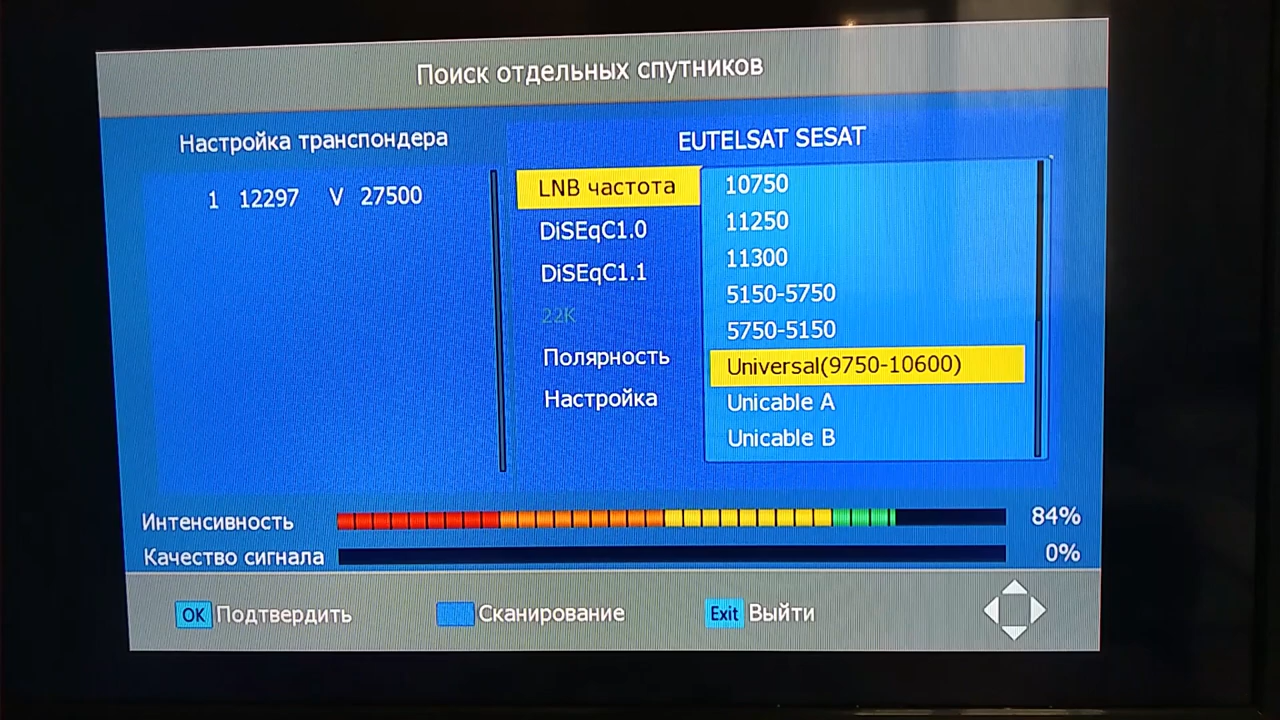 Поиск отдельных спутников
Настройка транспондера
1 12297 V 27500
EUTELSAT SESAT
LNB частота
DiSEqC1.0
DiSEqC1.1
22K
Полярность
Настройка
10750
11250
11300
5150-5750
5750-5150
Universal(9750-10600)
Unicable A
Unicable B
Интенсивность 84%
Качество сигнала 0%
OK Подтвердить Сканирование Exit Выйти